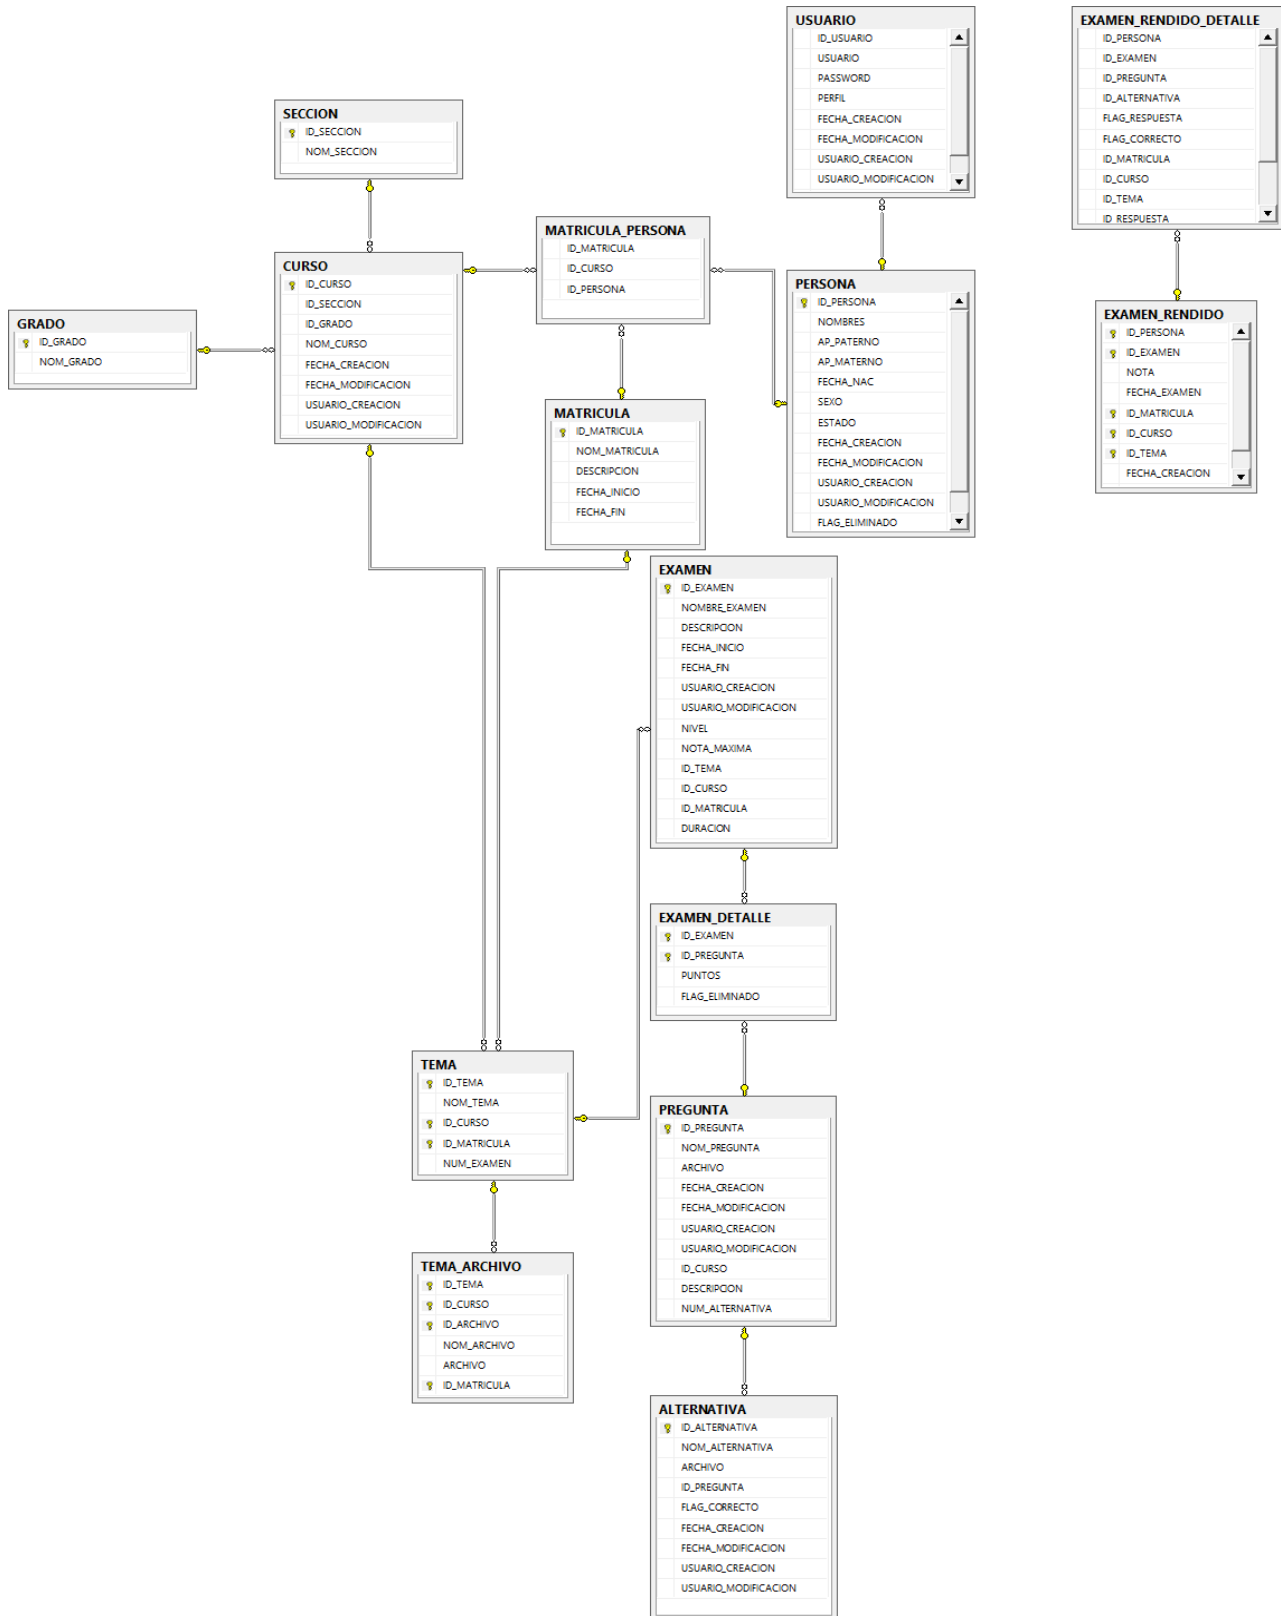 USUARIO
ID_USUARIO
USUARIO
PASSWORD
PERFIL
FECHA_CREACION
FECHA_MODIFICACION
USUARIO_CREACION
USUARIO_MODIFICACION
EXAMEN_RENDIDO_DETALLE
ID_PERSONA
ID_EXAMEN
ID_PREGUNTA
ID_ALTERNATIVA
FLAG_RESPUESTA
FLAG_CORRECTO
ID_MATRICULA
ID_CURSO
ID_TEMA
ID_RESPUESTA
SECCION
ID_SECCION
NOM_SECCION
MATRICULA_PERSONA
ID_MATRICULA
ID_CURSO
ID_PERSONA
CURSO
ID_CURSO
ID_SECCION
ID_GRADO
NOM_CURSO
FECHA_CREACION
FECHA_MODIFICACION
USUARIO_CREACION
USUARIO_MODIFICACION
PERSONA
ID_PERSONA
NOMBRES
AP_PATERNO
AP_MATERNO
FECHA_NAC
SEXO
ESTADO
FECHA_CREACION
FECHA_MODIFICACION
USUARIO_CREACION
USUARIO_MODIFICACION
FLAG_ELIMINADO
EXAMEN_RENDIDO
ID_PERSONA
ID_EXAMEN
NOTA
FECHA_EXAMEN
ID_MATRICULA
ID_CURSO
ID_TEMA
FECHA_CREACION
GRADO
ID_GRADO
NOM_GRADO
MATRICULA
ID_MATRICULA
NOM_MATRICULA
DESCRIPCION
FECHA_INICIO
FECHA_FIN
EXAMEN
ID_EXAMEN
NOMBRE_EXAMEN
DESCRIPCION
FECHA_INICIO
FECHA_FIN
USUARIO_CREACION
USUARIO_MODIFICACION
NIVEL
NOTA_MAXIMA
ID_TEMA
ID_CURSO
ID_MATRICULA
DURACION
EXAMEN_DETALLE
ID_EXAMEN
ID_PREGUNTA
PUNTOS
FLAG_ELIMINADO
TEMA
ID_TEMA
NOM_TEMA
ID_CURSO
ID_MATRICULA
NUM_EXAMEN
PREGUNTA
ID_PREGUNTA
NOM_PREGUNTA
ARCHIVO
FECHA_CREACION
FECHA_MODIFICACION
USUARIO_CREACION
USUARIO_MODIFICACION
ID_CURSO
DESCRIPCION
NUM_ALTERNATIVA
TEMA_ARCHIVO
ID_TEMA
ID_CURSO
ID_ARCHIVO
NOM_ARCHIVO
ARCHIVO
ID_MATRICULA
ALTERNATIVA
ID_ALTERNATIVA
NOM_ALTERNATIVA
ARCHIVO
ID_PREGUNTA
FLAG_CORRECTO
FECHA_CREACION
FECHA_MODIFICACION
USUARIO_CREACION
USUARIO_MODIFICACION